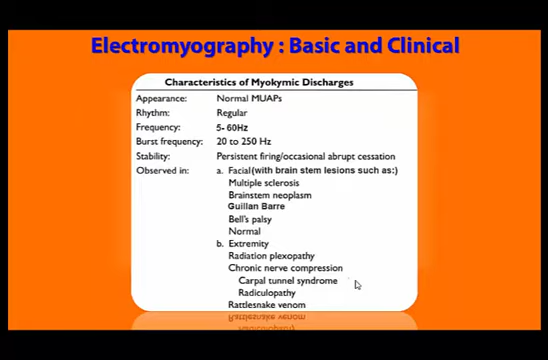 Electromyography : Basic and Clinical
Characteristics of Myokymic Discharges
Appearance: Normal MUAPs
Rhythm: Regular
Frequency: 5- 60Hz
Burst frequency: 20 to 250 Hz
Stability: Persistent firing/occasional abrupt cessation
Observed in: a. Facial(with brain stem lesions such as:)
Multiple sclerosis
Brainstem neoplasm
Guillan Barre
Bell's palsy
Normal
b. Extremity
Radiation plexopathy
Chronic nerve compression
Carpal tunnel syndrome
Radiculopathy
Rattlesnake venom